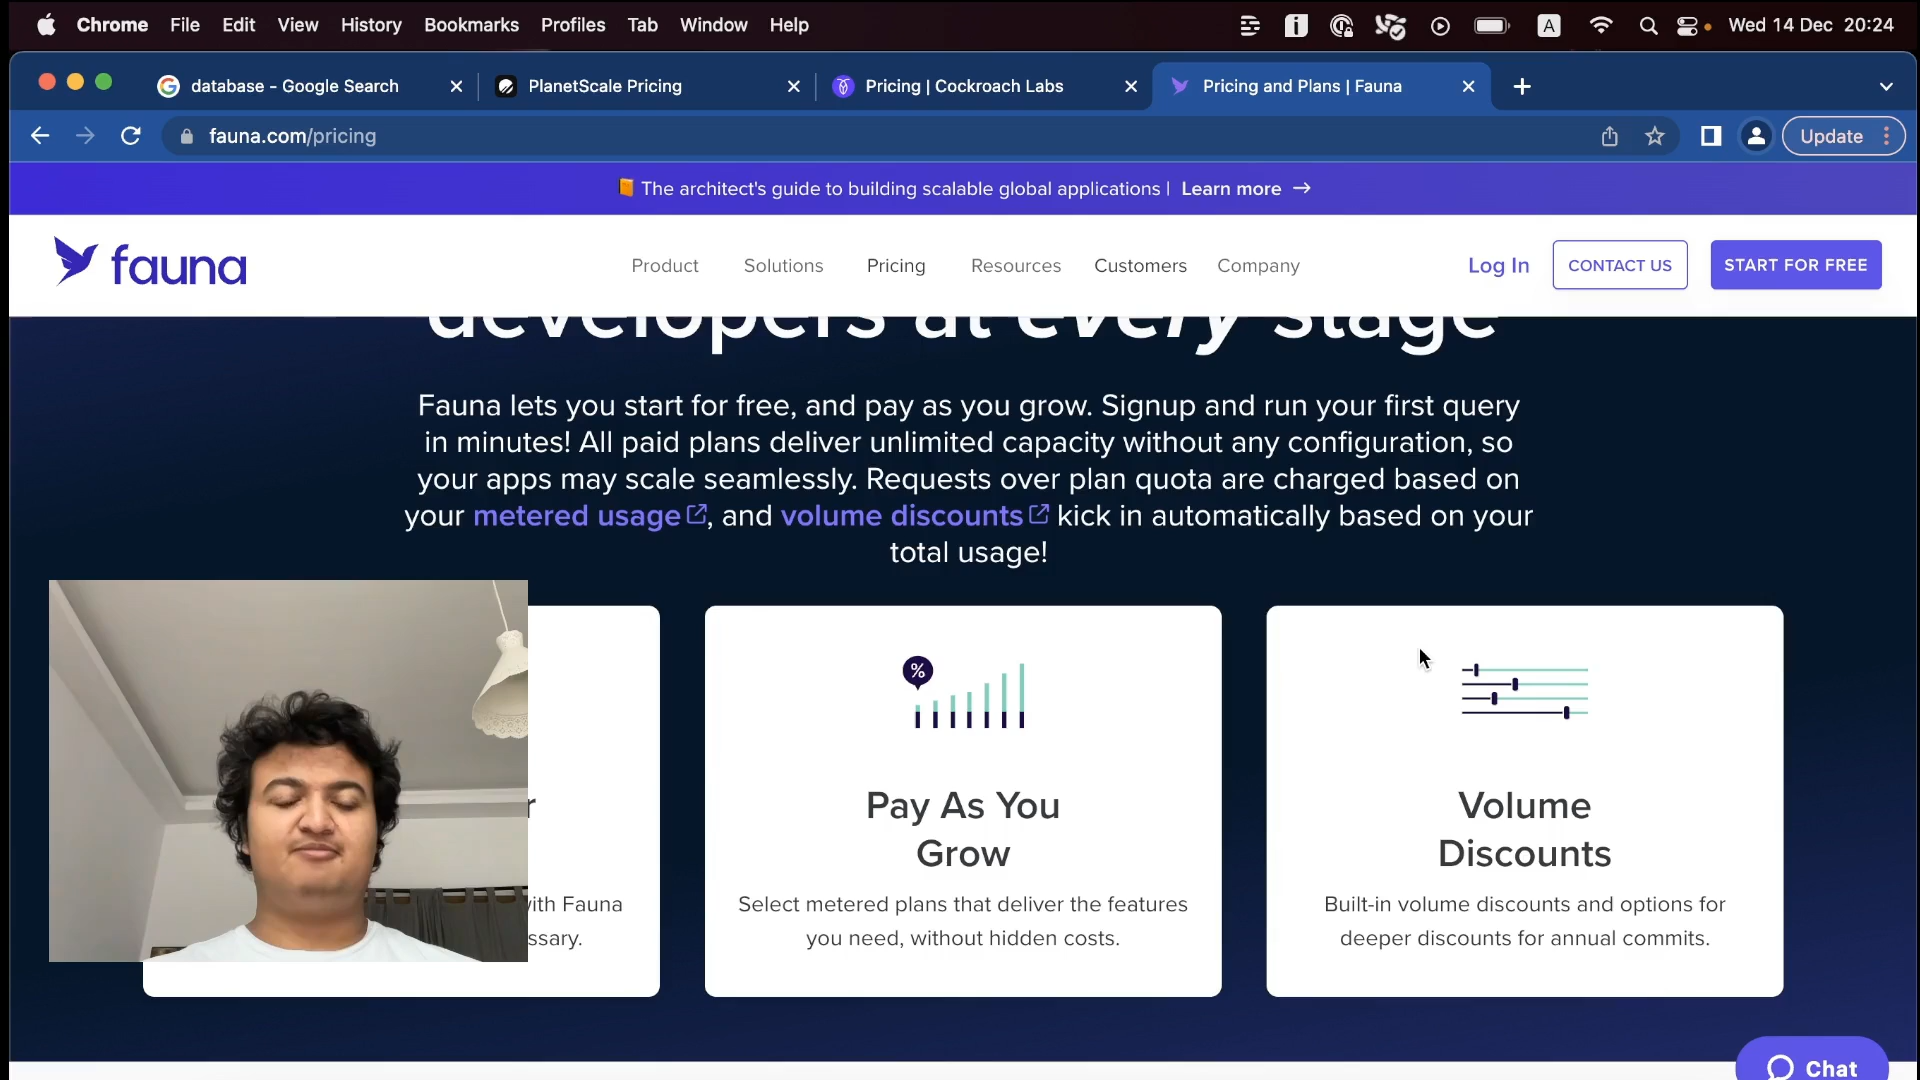 Chrome File Edit View History Bookmarks Profiles Tab Window Help
A
Wed 14 Dec 20:24
database - Google Search
PlanetScale Pricing
Pricing | Cockroach Labs
Pricing and Plans | Fauna
fauna.com/pricing
Update
The architect's guide to building scalable global applications | Learn more →
fauna
Product Solutions Pricing Resources Customers Company
Log In
CONTACT US
START FOR FREE
developers at every stage
Fauna lets you start for free, and pay as you grow. Signup and run your first query
in minutes! All paid plans deliver unlimited capacity without any configuration, so
your apps may scale seamlessly. Requests over plan quota are charged based on
your metered usage, and volume discounts kick in automatically based on your
total usage!
%
Pay As You
Grow
Select metered plans that deliver the features
you need, without hidden costs.
Volume
Discounts
Built-in volume discounts and options for
deeper discounts for annual commits.
with Fauna
Chat